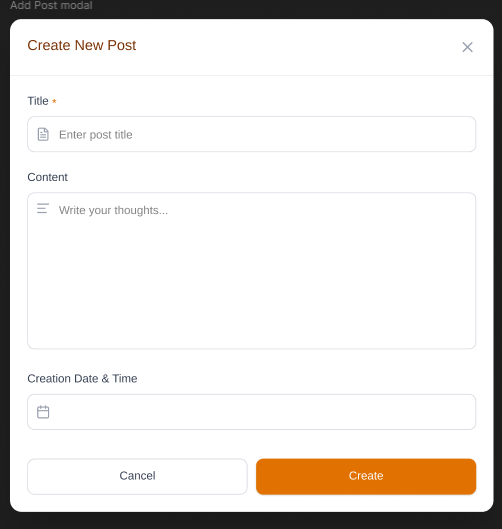 Add Post modal
Create New Post
Title *
Enter post title
Content
Write your thoughts...
Creation Date & Time
Cancel
Create